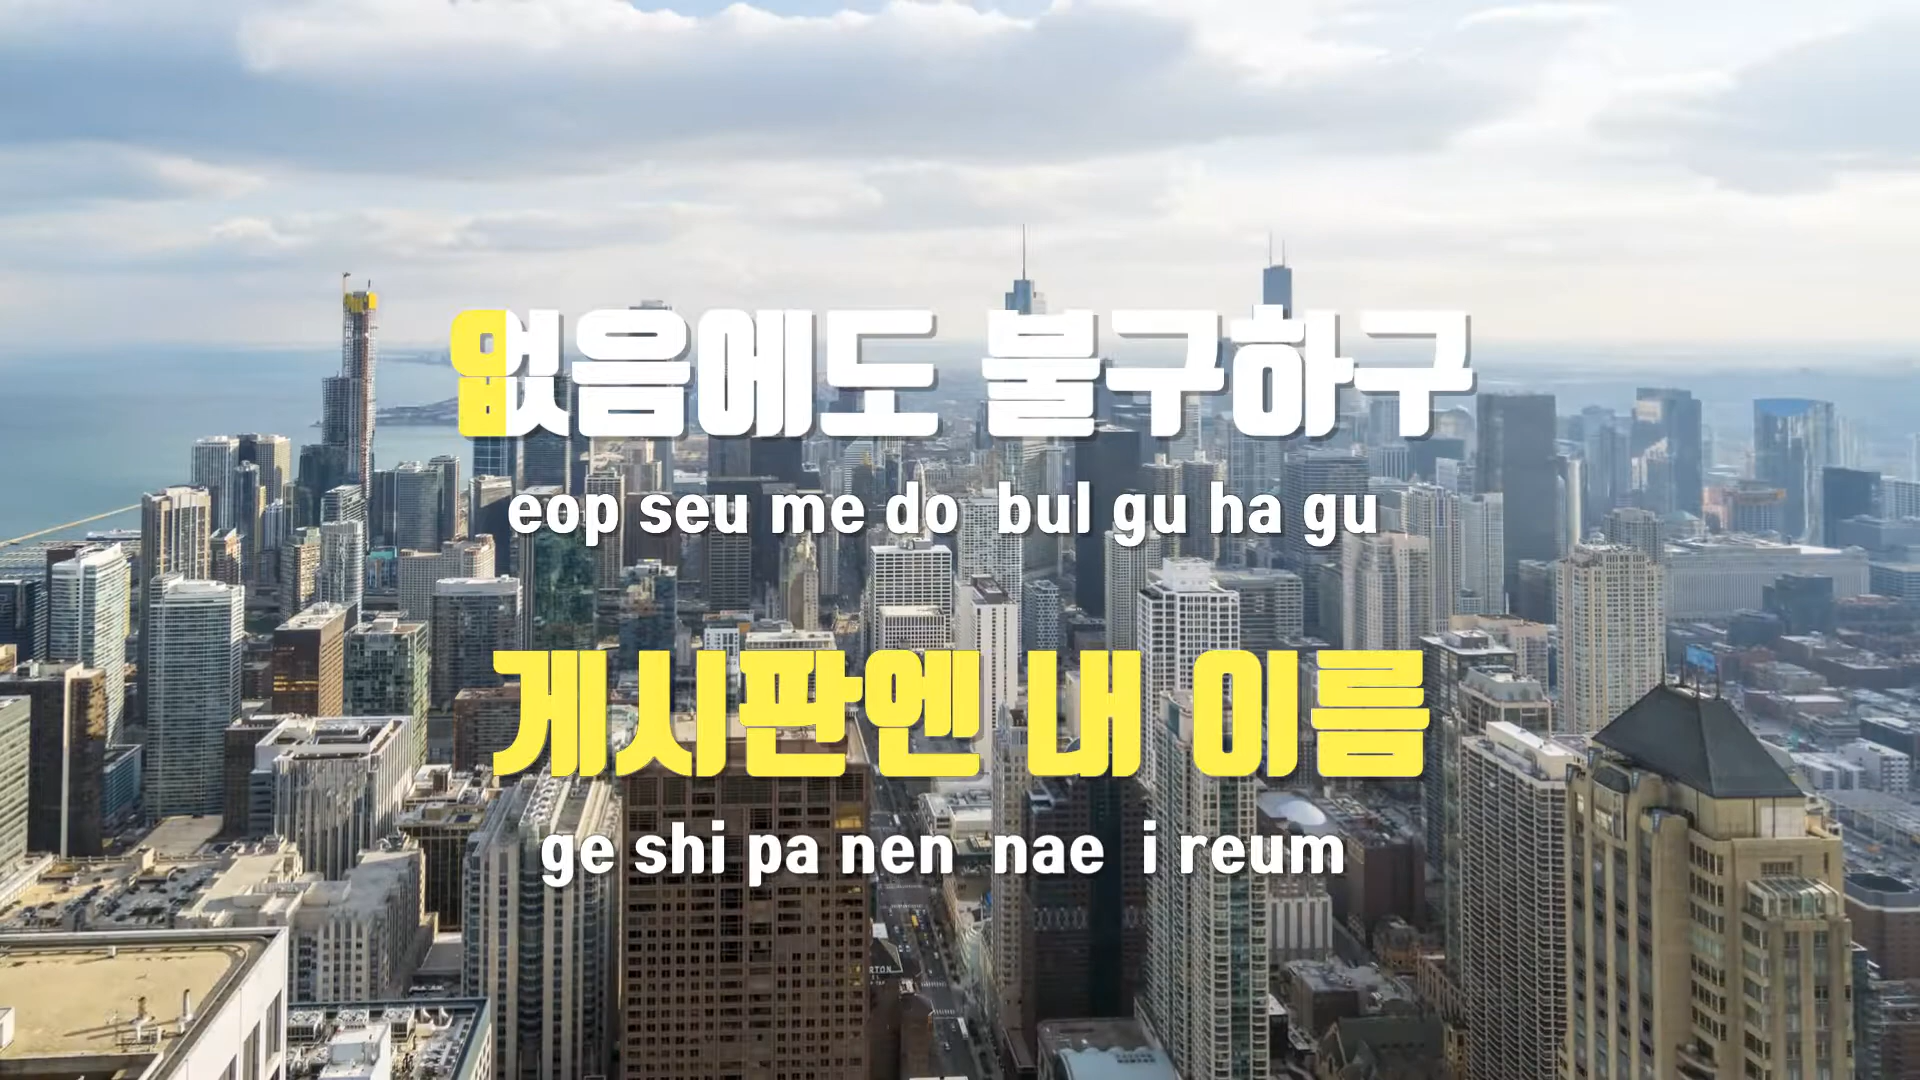 없음에도 불구하구
eop seu me do bul gu ha gu
게시판엔 내 이름
ge shi pa nen nae i reum